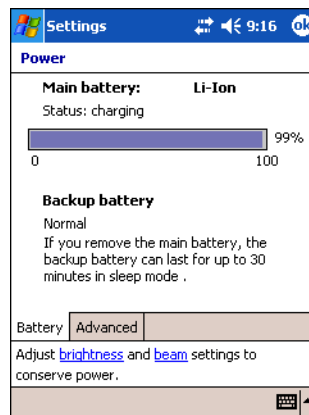 Settings 9:16 ok
Power
Main battery: Li-Ion
Status: charging
99%
0 100
Backup battery
Normal
If you remove the main battery, the
backup battery can last for up to 30
minutes in sleep mode .
Battery Advanced
Adjust brightness and beam settings to
conserve power.